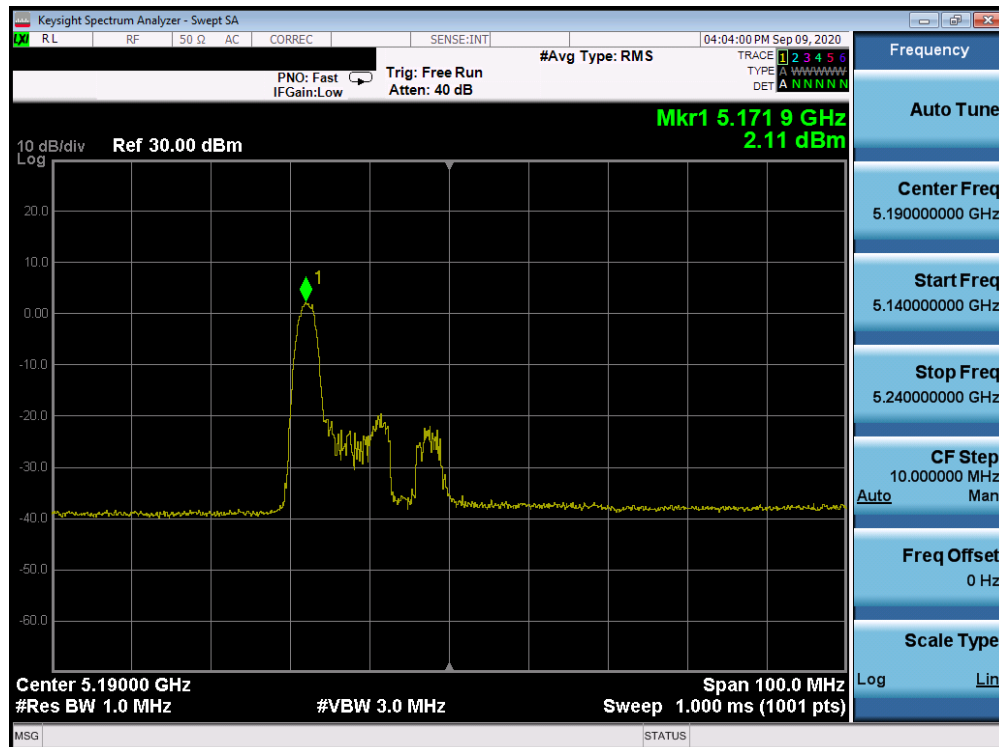 Keysight Spectrum Analyzer - Swept SA
LXI RL RF 50 Ω AC CORREC SENSE:INT 04:04:00 PM Sep 09, 2020
Frequency
#Avg Type: RMS
TRACE 1 2 3 4 5 6
PNO: Fast Trig: Free Run
TYPE A WWWWWW
IFGain:Low Atten: 40 dB
DET A N N N N N
Mkr1 5.171 9 GHz
2.11 dBm
10 dB/div Ref 30.00 dBm
Log
20.0
10.0
0.00
-10.0
-20.0
-30.0
-40.0
-50.0
-60.0
1
Center 5.19000 GHz
Span 100.0 MHz
#Res BW 1.0 MHz
#VBW 3.0 MHz
Sweep 1.000 ms (1001 pts)
MSG
STATUS
Auto Tune
Center Freq
5.190000000 GHz
Start Freq
5.140000000 GHz
Stop Freq
5.240000000 GHz
CF Step
10.000000 MHz
Auto Man
Freq Offset
0 Hz
Scale Type
Log Lin